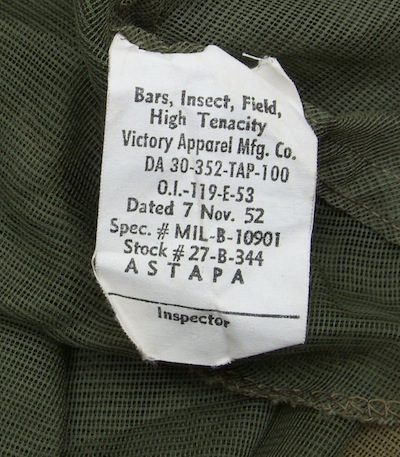 Bars, Insect, Field,
High Tenacity
Victory Apparel Mfg. Co.
DA 30-352-TAP-100
O.I.-119-E-53
Dated 7 Nov. 52
Spec. # MIL-B-10901
Stock # 27-B-344
A S T A P A
Inspector